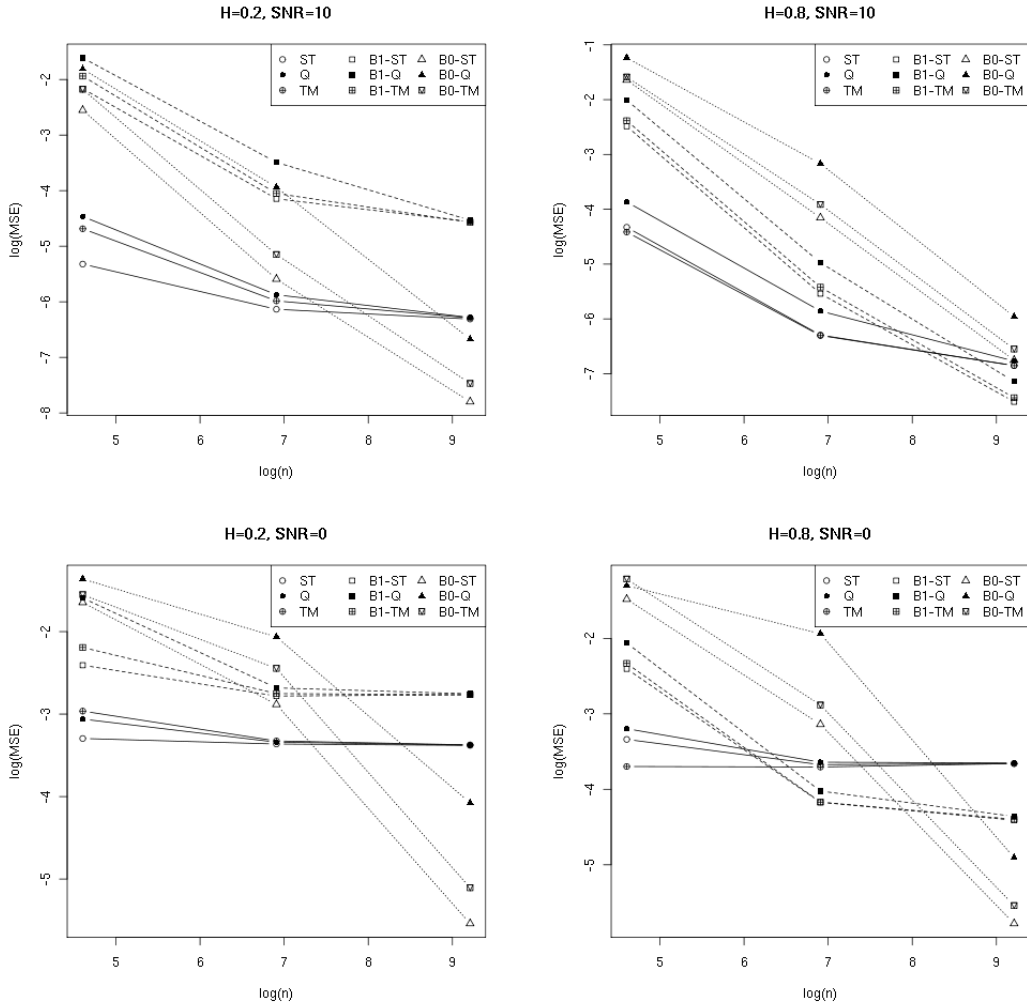 H=0.2, SNR=10
ST B1-ST B0-ST
Q B1-Q B0-Q
TM B1-TM B0-TM
log(MSE)
-2
-3
-4
-5
-6
-7
-8
5 6 7 8 9
log(n)
H=0.8, SNR=10
ST B1-ST B0-ST
Q B1-Q B0-Q
TM B1-TM B0-TM
log(MSE)
-1
-2
-3
-4
-5
-6
-7
5 6 7 8 9
log(n)
H=0.2, SNR=0
ST B1-ST B0-ST
Q B1-Q B0-Q
TM B1-TM B0-TM
log(MSE)
-2
-3
-4
-5
5 6 7 8 9
log(n)
H=0.8, SNR=0
ST B1-ST B0-ST
Q B1-Q B0-Q
TM B1-TM B0-TM
log(MSE)
-2
-3
-4
-5
5 6 7 8 9
log(n)